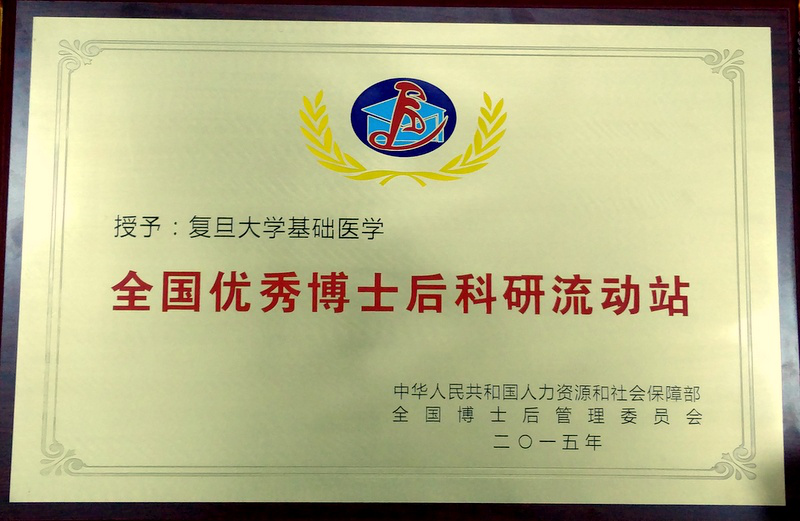 授予：复旦大学基础医学
全国优秀博士后科研流动站
中华人民共和国人力资源和社会保障部
全国博士后管理委员会
二〇一五年